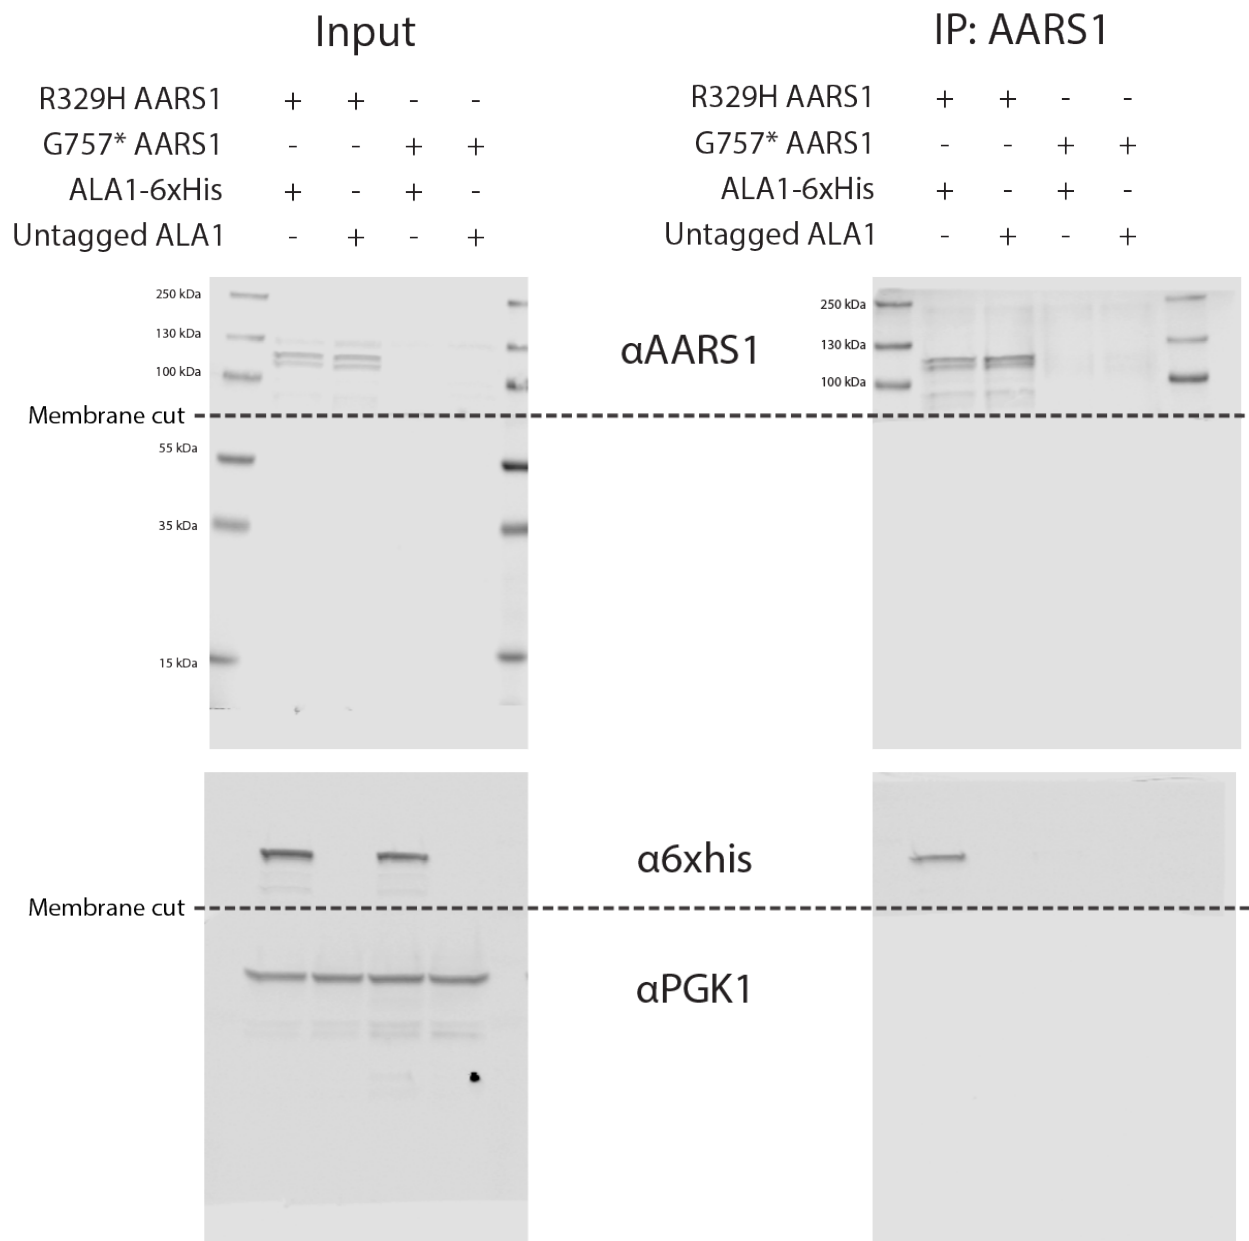 Input
R329H AARS1 + + - -
G757* AARS1 - - + +
ALA1-6xHis + - + -
Untagged ALA1 - + - +
250 kDa
130 kDa
100 kDa
Membrane cut
55 kDa
35 kDa
15 kDa
αAARS1
IP: AARS1
R329H AARS1 + + - -
G757* AARS1 - - + +
ALA1-6xHis + - + -
Untagged ALA1 - + - +
250 kDa
130 kDa
100 kDa
α6xhis
Membrane cut
αPGK1